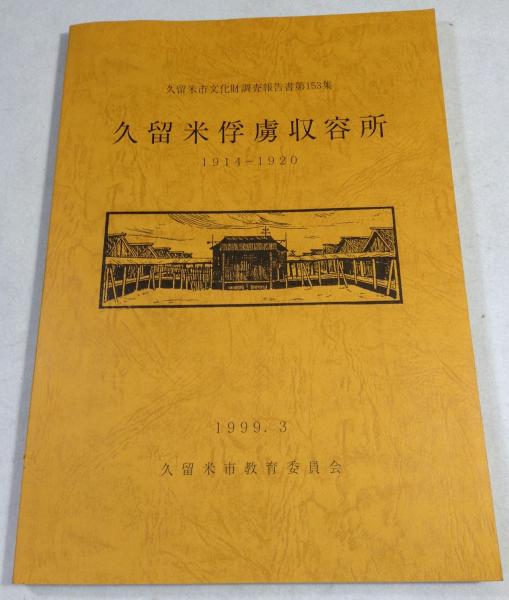 久留米市文化財調査報告書第153集
久留米俘虜収容所
1914-1920
1999. 3
久留米市教育委員会